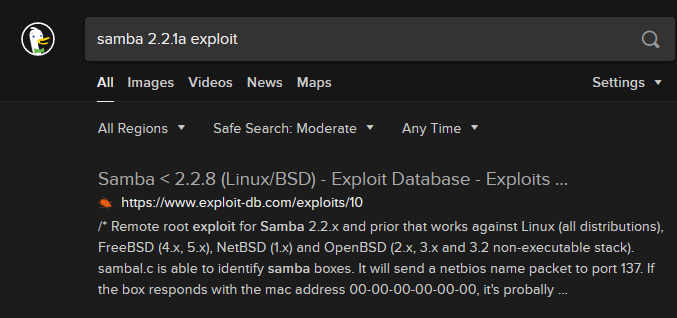 samba 2.2.1a exploit
All Images Videos News Maps Settings
All Regions Safe Search: Moderate Any Time
Samba < 2.2.8 (Linux/BSD) - Exploit Database - Exploits ...
https://www.exploit-db.com/exploits/10
/* Remote root exploit for Samba 2.2.x and prior that works against Linux (all distributions),
FreeBSD (4.x, 5.x), NetBSD (1.x) and OpenBSD (2.x, 3.x and 3.2 non-executable stack).
sambal.c is able to identify samba boxes. It will send a netbios name packet to port 137. If
the box responds with the mac address 00-00-00-00-00-00, it's probally ...